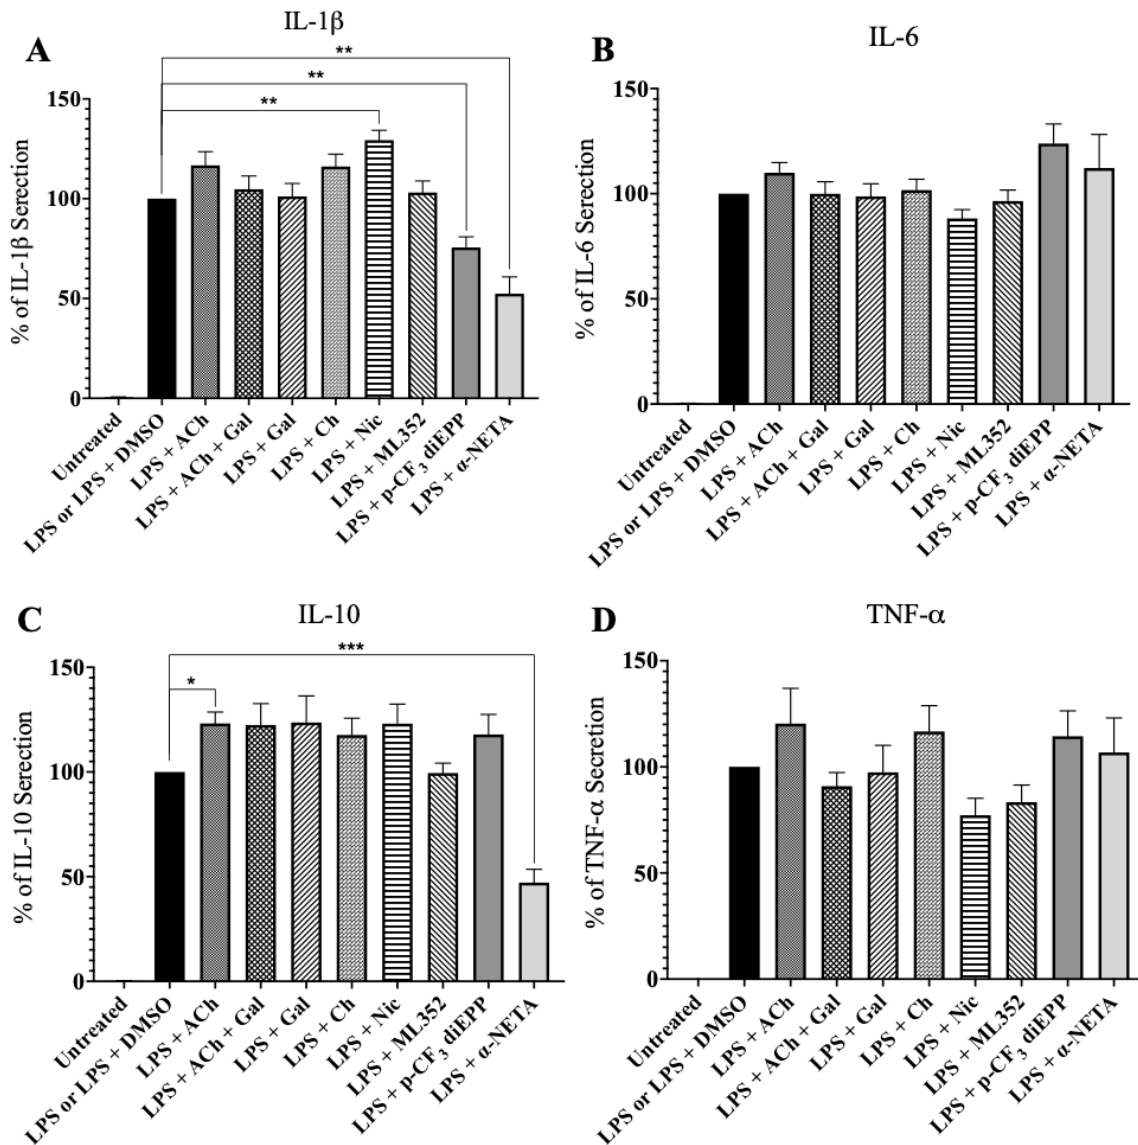 A
IL-1β
**
**
**
% of IL-1β Serection
150
100
50
0
Untreated
LPS or LPS + DMSO
LPS + ACh
LPS + ACh + Gal
LPS + Gal
LPS + Ch
LPS + Nic
LPS + ML352
LPS + p-CF₃ diEPP
LPS + α-NETA
B
IL-6
% of IL-6 Serection
150
100
50
0
Untreated
LPS or LPS + DMSO
LPS + ACh
LPS + ACh + Gal
LPS + Gal
LPS + Ch
LPS + Nic
LPS + ML352
LPS + p-CF₃ diEPP
LPS + α-NETA
C
IL-10
***
*
% of IL-10 Serection
150
100
50
0
Untreated
LPS or LPS + DMSO
LPS + ACh
LPS + ACh + Gal
LPS + Gal
LPS + Ch
LPS + Nic
LPS + ML352
LPS + p-CF₃ diEPP
LPS + α-NETA
D
TNF-α
% of TNF-α Secretion
150
100
50
0
Untreated
LPS or LPS + DMSO
LPS + ACh
LPS + ACh + Gal
LPS + Gal
LPS + Ch
LPS + Nic
LPS + ML352
LPS + p-CF₃ diEPP
LPS + α-NETA